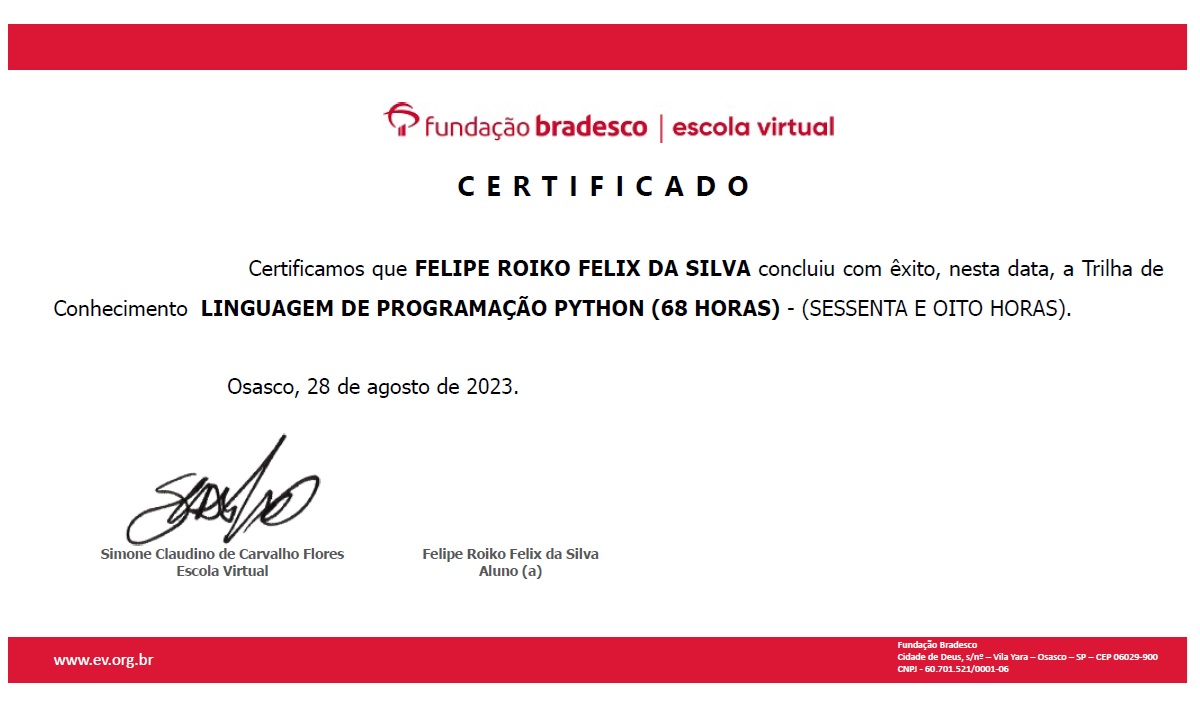 fundação bradesco | escola virtual
CERTIFICADO
Certificamos que FELIPE ROIKO FELIX DA SILVA concluiu com êxito, nesta data, a Trilha de
Conhecimento LINGUAGEM DE PROGRAMAÇÃO PYTHON (68 HORAS) - (SESSENTA E OITO HORAS).
Osasco, 28 de agosto de 2023.
Simone Claudino de Carvalho Flores
Escola Virtual
Felipe Roiko Felix da Silva
Aluno (a)
www.ev.org.br
Fundação Bradesco
Cidade de Deus, s/nº – Vila Yara – Osasco – SP – CEP 06029-900
CNPJ - 60.701.521/0001-06